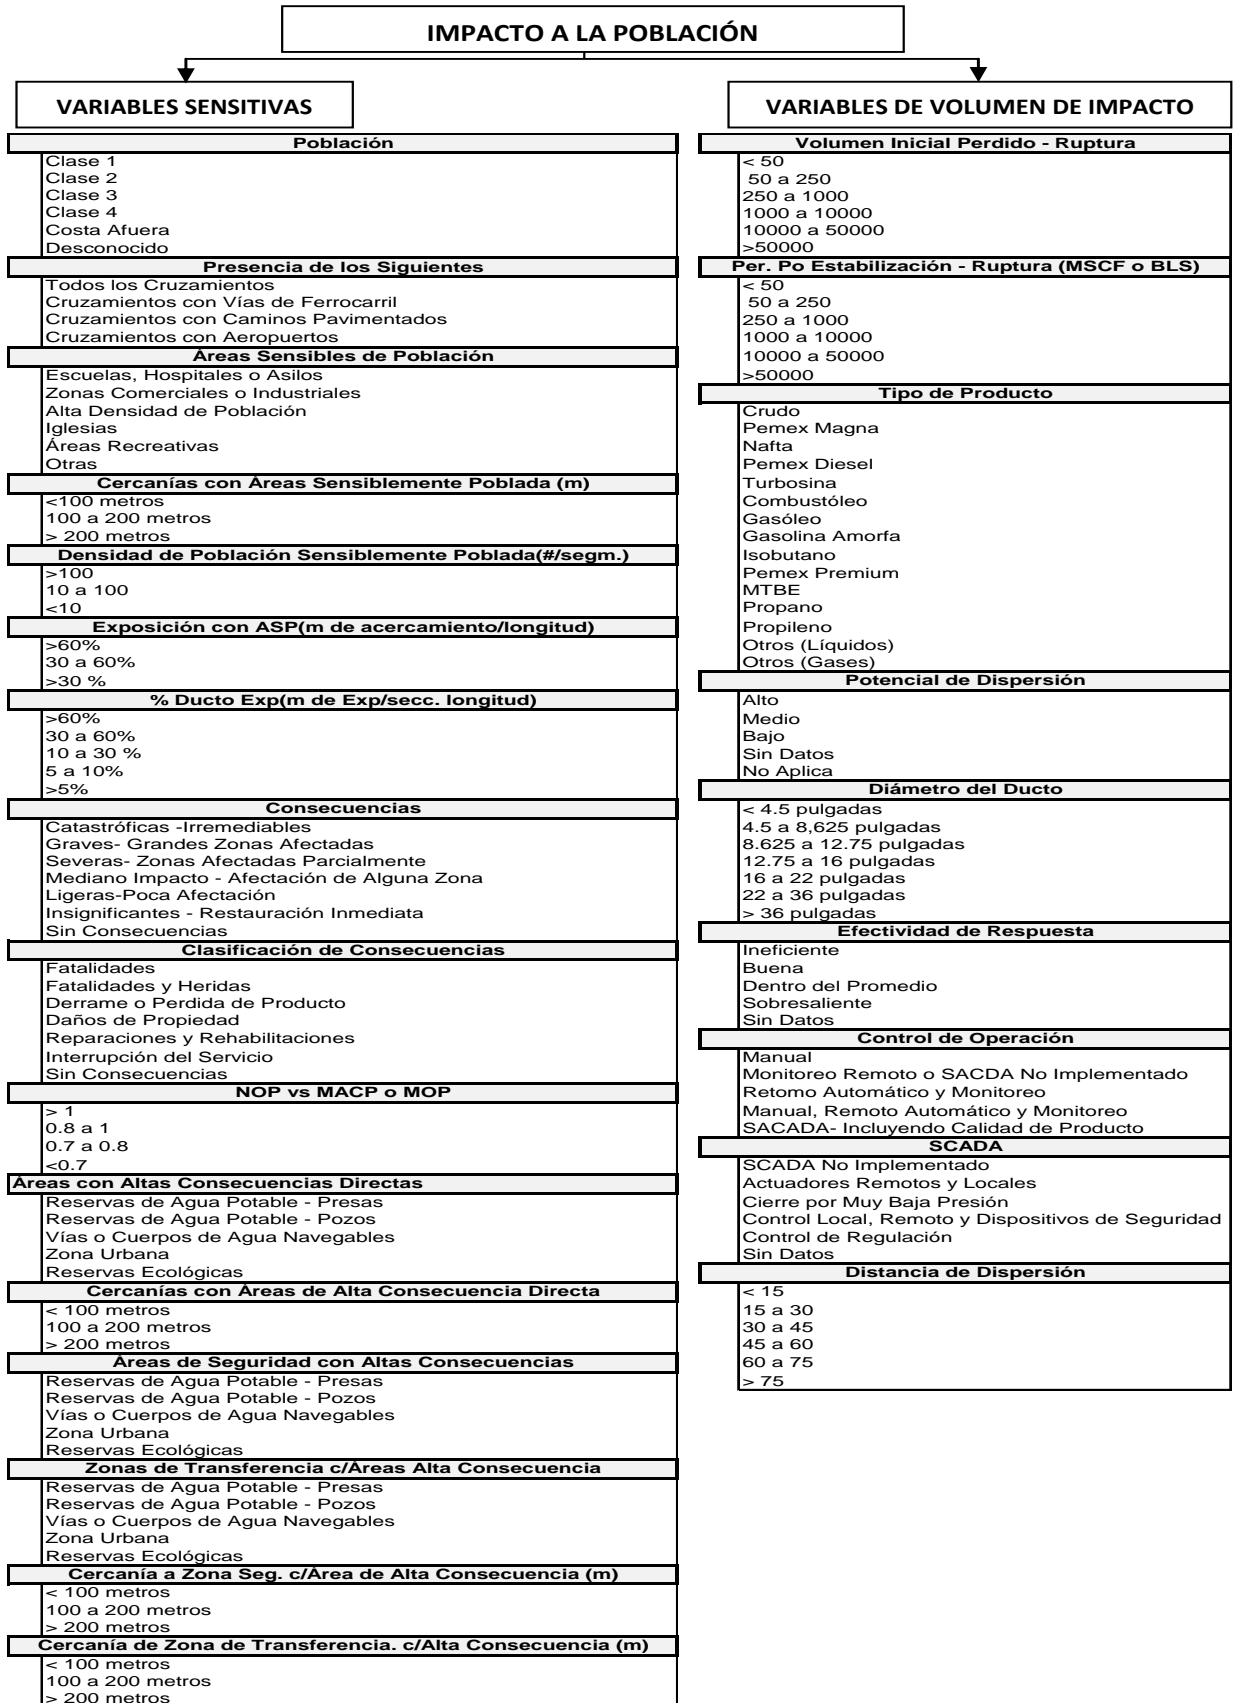 IMPACTO A LA POBLACIÓN
VARIABLES SENSITIVAS
Población
Clase 1
Clase 2
Clase 3
Clase 4
Costa Afuera
Desconocido
Presencia de los Siguientes
Todos los Cruzamientos
Cruzamientos con Vías de Ferrocarril
Cruzamientos con Caminos Pavimentados
Cruzamientos con Aeropuertos
Áreas Sensibles de Población
Escuelas, Hospitales o Asilos
Zonas Comerciales o Industriales
Alta Densidad de Población
Iglesias
Áreas Recreativas
Otras
Cercanías con Áreas Sensiblemente Poblada (m)
<100 metros
100 a 200 metros
> 200 metros
Densidad de Población Sensiblemente Poblada(#/segm.)
>100
10 a 100
<10
Exposición con ASP(m de acercamiento/longitud)
>60%
30 a 60%
>30 %
% Ducto Exp(m de Exp/secc. longitud)
>60%
30 a 60%
10 a 30 %
5 a 10%
>5%
Consecuencias
Catastróficas -Irremediables
Graves- Grandes Zonas Afectadas
Severas- Zonas Afectadas Parcialmente
Mediano Impacto - Afectación de Alguna Zona
Ligeras-Poca Afectación
Insignificantes - Restauración Inmediata
Sin Consecuencias
Clasificación de Consecuencias
Fatalidades
Fatalidades y Heridas
Derrame o Perdida de Producto
Daños de Propiedad
Reparaciones y Rehabilitaciones
Interrupción del Servicio
Sin Consecuencias
NOP vs MACP o MOP
> 1
0.8 a 1
0.7 a 0.8
<0.7
Áreas con Altas Consecuencias Directas
Reservas de Agua Potable - Presas
Reservas de Agua Potable - Pozos
Vías o Cuerpos de Agua Navegables
Zona Urbana
Reservas Ecológicas
Cercanías con Áreas de Alta Consecuencia Directa
< 100 metros
100 a 200 metros
> 200 metros
Áreas de Seguridad con Altas Consecuencias
Reservas de Agua Potable - Presas
Reservas de Agua Potable - Pozos
Vías o Cuerpos de Agua Navegables
Zona Urbana
Reservas Ecológicas
Zonas de Transferencia c/Áreas Alta Consecuencia
Reservas de Agua Potable - Presas
Reservas de Agua Potable - Pozos
Vías o Cuerpos de Agua Navegables
Zona Urbana
Reservas Ecológicas
Cercanía a Zona Seg. c/Área de Alta Consecuencia (m)
< 100 metros
100 a 200 metros
> 200 metros
Cercanía de Zona de Transferencia. c/Alta Consecuencia (m)
< 100 metros
100 a 200 metros
> 200 metros
VARIABLES DE VOLUMEN DE IMPACTO
Volumen Inicial Perdido - Ruptura
< 50
50 a 250
250 a 1000
1000 a 10000
10000 a 50000
>50000
Per. Po Estabilización - Ruptura (MSCF o BLS)
< 50
50 a 250
250 a 1000
1000 a 10000
10000 a 50000
>50000
Tipo de Producto
Crudo
Pemex Magna
Nafta
Pemex Diesel
Turbosina
Combustóleo
Gasóleo
Gasolina Amorfa
Isobutano
Pemex Premium
MTBE
Propano
Propileno
Otros (Líquidos)
Otros (Gases)
Potencial de Dispersión
Alto
Medio
Bajo
Sin Datos
No Aplica
Diámetro del Ducto
< 4.5 pulgadas
4.5 a 8,625 pulgadas
8.625 a 12.75 pulgadas
12.75 a 16 pulgadas
16 a 22 pulgadas
22 a 36 pulgadas
> 36 pulgadas
Efectividad de Respuesta
Ineficiente
Buena
Dentro del Promedio
Sobresaliente
Sin Datos
Control de Operación
Manual
Monitoreo Remoto o SACDA No Implementado
Retomo Automático y Monitoreo
Manual, Remoto Automático y Monitoreo
SACADA- Incluyendo Calidad de Producto
SCADA
SCADA No Implementado
Actuadores Remotos y Locales
Cierre por Muy Baja Presión
Control Local, Remoto y Dispositivos de Seguridad
Control de Regulación
Sin Datos
Distancia de Dispersión
< 15
15 a 30
30 a 45
45 a 60
60 a 75
> 75